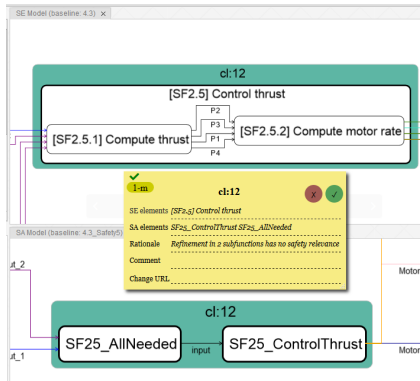 SE Model (baseline: 4.3) ×
cl:12
[SF2.5] Control thrust
P2
P3
[SF2.5.1] Compute thrust
P1
[SF2.5.2] Compute motor rate
P4
1-m
cl:12
✗ ✓
SE elements [SF2.5] Control thrust
SA elements SF25_ControlThrust SF25_AllNeeded
Rationale Refinement in 2 subfunctions has no safety relevance
Comment
Change URL
SA Model (baseline: 4.3_Safety5)
ut_2
Motor
cl:12
SF25_AllNeeded
input
SF25_ControlThrust
ut_1
Motor